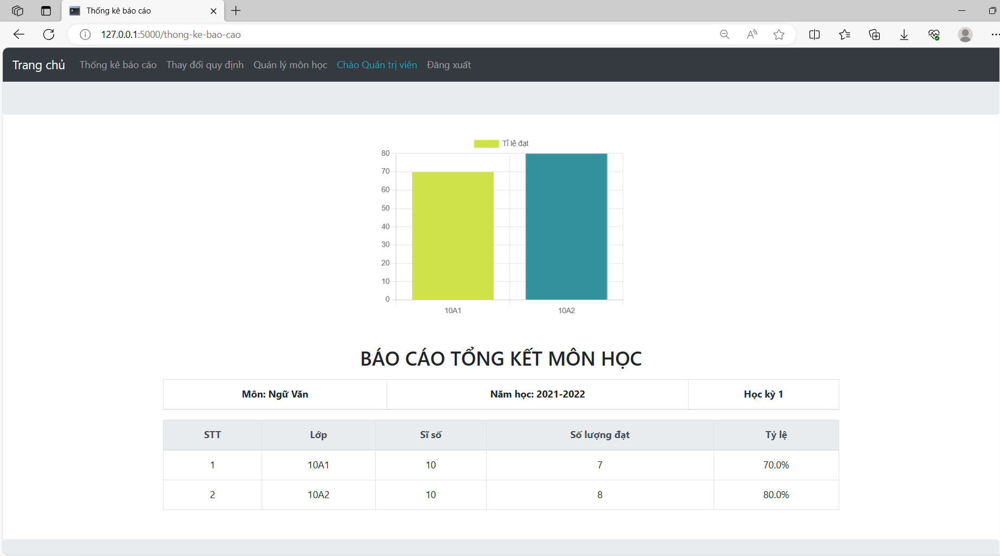 Thống kê báo cáo
127.0.0.1:5000/thong-ke-bao-cao
Trang chủ Thống kê báo cáo Thay đổi quy định Quản lý môn học Chào Quản trị viên Đăng xuất
Tỉ lệ đạt
80
70
60
50
40
30
20
10
0
10A1 10A2
BÁO CÁO TỔNG KẾT MÔN HỌC
Môn: Ngữ Văn Năm học: 2021-2022 Học kỳ 1
STT Lớp Sĩ số Số lượng đạt Tỷ lệ
1 10A1 10 7 70.0%
2 10A2 10 8 80.0%